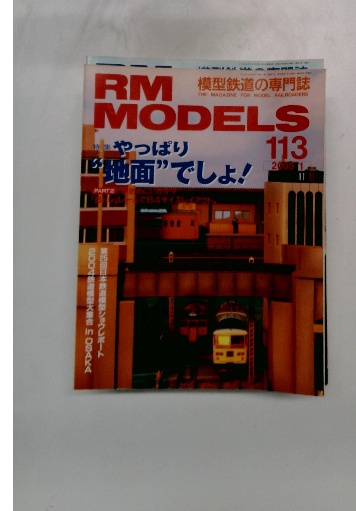 RM MODELS
模型鉄道の専門誌
THE MAGAZINE FOR MODEL RAILROADERS
113
特集 やっぱり
“地面”でしょ!
PART2
第25回日本鉄道模型ショウレポート
2004鉄道模型大集合 in OSAKA